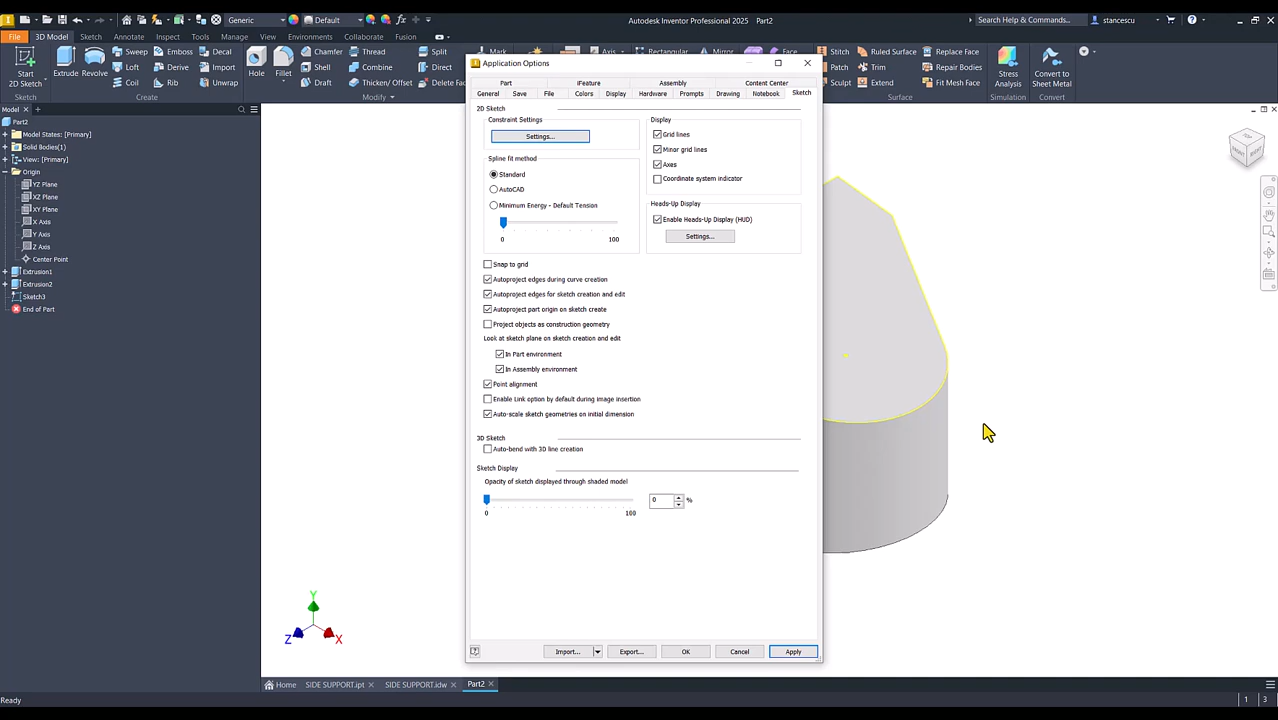 Generic
Default
Autodesk Inventor Professional 2025 Part2
Search Help & Commands...
stancescu
File
3D Model
Sketch
Annotate
Inspect
Tools
Manage
View
Environments
Collaborate
Fusion
Start
2D Sketch
Extrude
Revolve
Sweep
Emboss
Decal
Loft
Derive
Import
Coil
Rib
Unwrap
Hole
Fillet
Chamfer
Thread
Shell
Combine
Draft
Thicken/ Offset
Split
Direct
Delete
Mark
Axis
Rectangular
Mirror
Face
Stitch
Ruled Surface
Replace Face
Patch
Trim
Repair Bodies
Sculpt
Extend
Fit Mesh Face
Stress
Analysis
Convert to
Sheet Metal
Sketch
Create
Modify
Surface
Simulation
Convert
Model
Part2
Model States: [Primary]
Solid Bodies(1)
View: [Primary]
Origin
YZ Plane
XZ Plane
XY Plane
X Axis
Y Axis
Z Axis
Center Point
Extrusion1
Extrusion2
Sketch3
End of Part
Application Options
Part
iFeature
Assembly
Content Center
General
Save
File
Colors
Display
Hardware
Prompts
Drawing
Notebook
Sketch
2D Sketch
Constraint Settings
Settings...
Spline fit method
Standard
AutoCAD
Minimum Energy - Default Tension
0 100
Display
Grid lines
Minor grid lines
Axes
Coordinate system indicator
Heads-Up Display
Enable Heads-Up Display (HUD)
Settings...
Snap to grid
Autoproject edges during curve creation
Autoproject edges for sketch creation and edit
Autoproject part origin on sketch create
Project objects as construction geometry
Look at sketch plane on sketch creation and edit
In Part environment
In Assembly environment
Point alignment
Enable Link option by default during image insertion
Auto-scale sketch geometries on initial dimension
3D Sketch
Auto-bend with 3D line creation
Sketch Display
Opacity of sketch displayed through shaded model
0 100
0 %
Import...
Export...
OK
Cancel
Apply
Y
Z
X
Home
SIDE SUPPORT.ipt
SIDE SUPPORT.idw
Part2
Ready
1 3